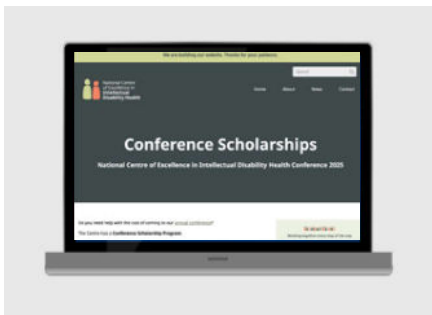 We are building our website. Thanks for your patience.
Search
National Centre
of Excellence in
Intellectual
Disability Health
Home About News Contact
Conference Scholarships
National Centre of Excellence in Intellectual Disability Health Conference 2025
Do you need help with the cost of coming to our annual conference?
The Centre has a Conference Scholarship Program.